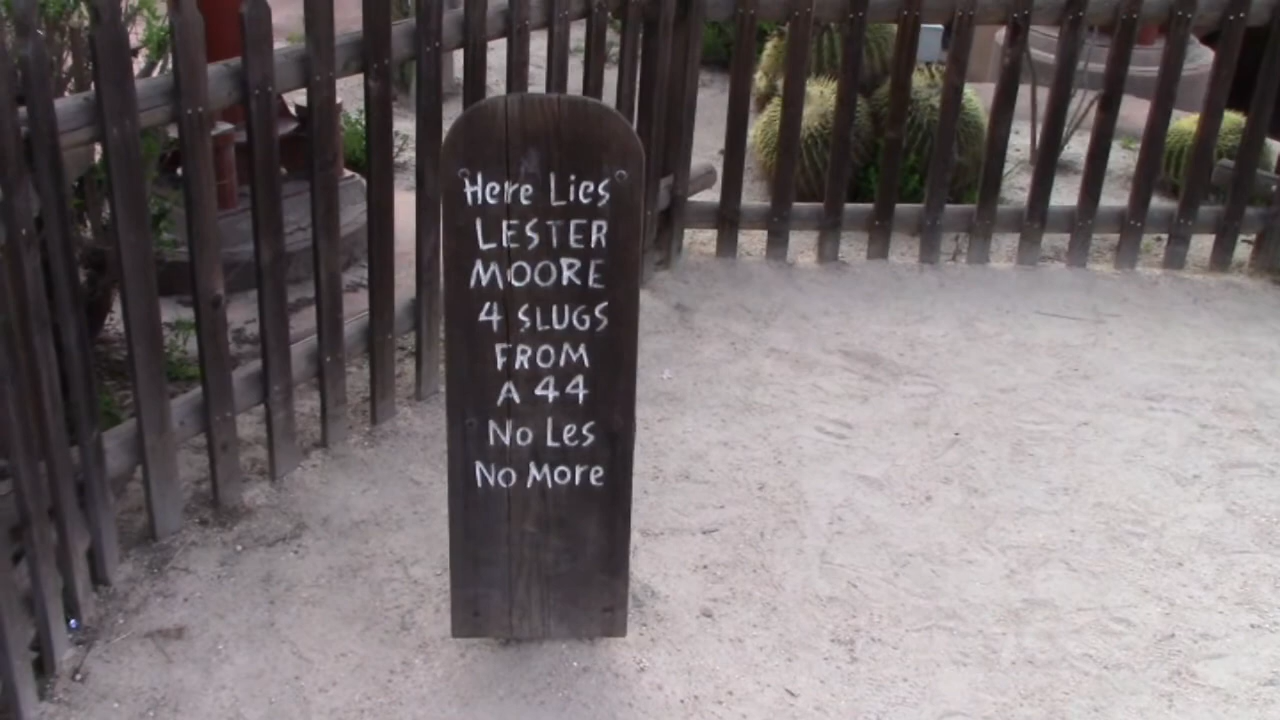 Here Lies
LESTER
MOORE
4 SLUGS
FROM
A 44
No Les
No More